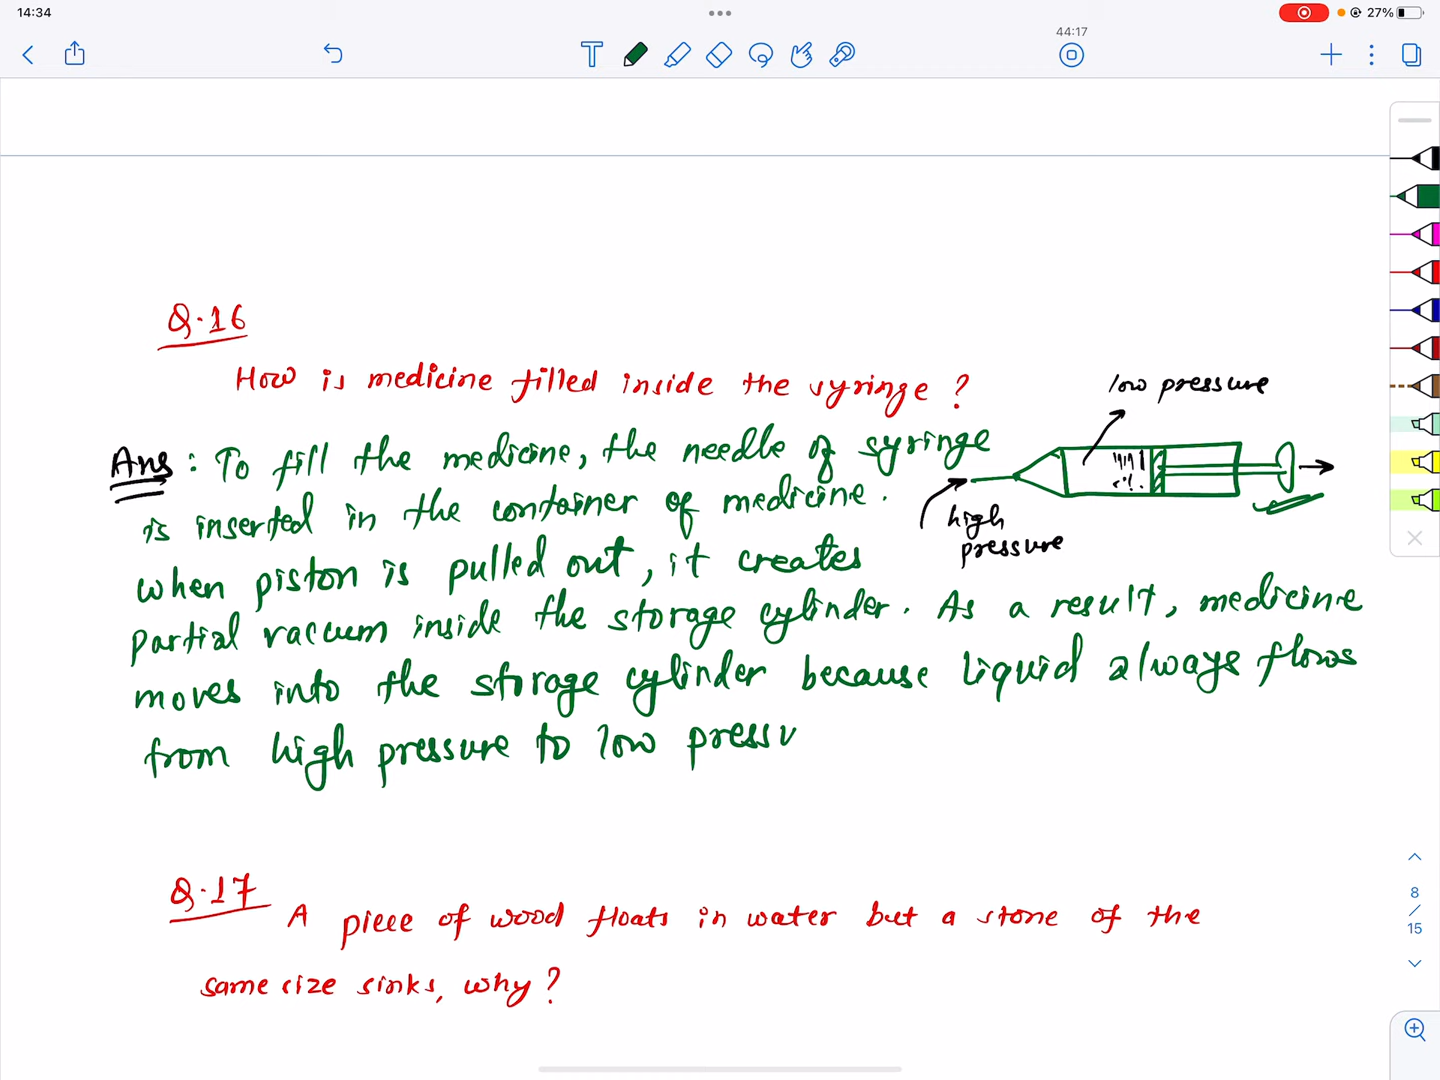 14:34
27%
44:17
Q.16
How is medicine filled inside the syringe?
low pressure
Ans: To fill the medicine, the needle of syringe
is inserted in the container of medicine.
high
pressure
when piston is pulled out, it creates
partial vaccum inside the storage cylinder. As a result, medicine
moves into the storage cylinder because liquid always flows
from high pressure to low pressu
8
/
15
Q.17
A piece of wood floats in water but a stone of the
same size sinks, why?